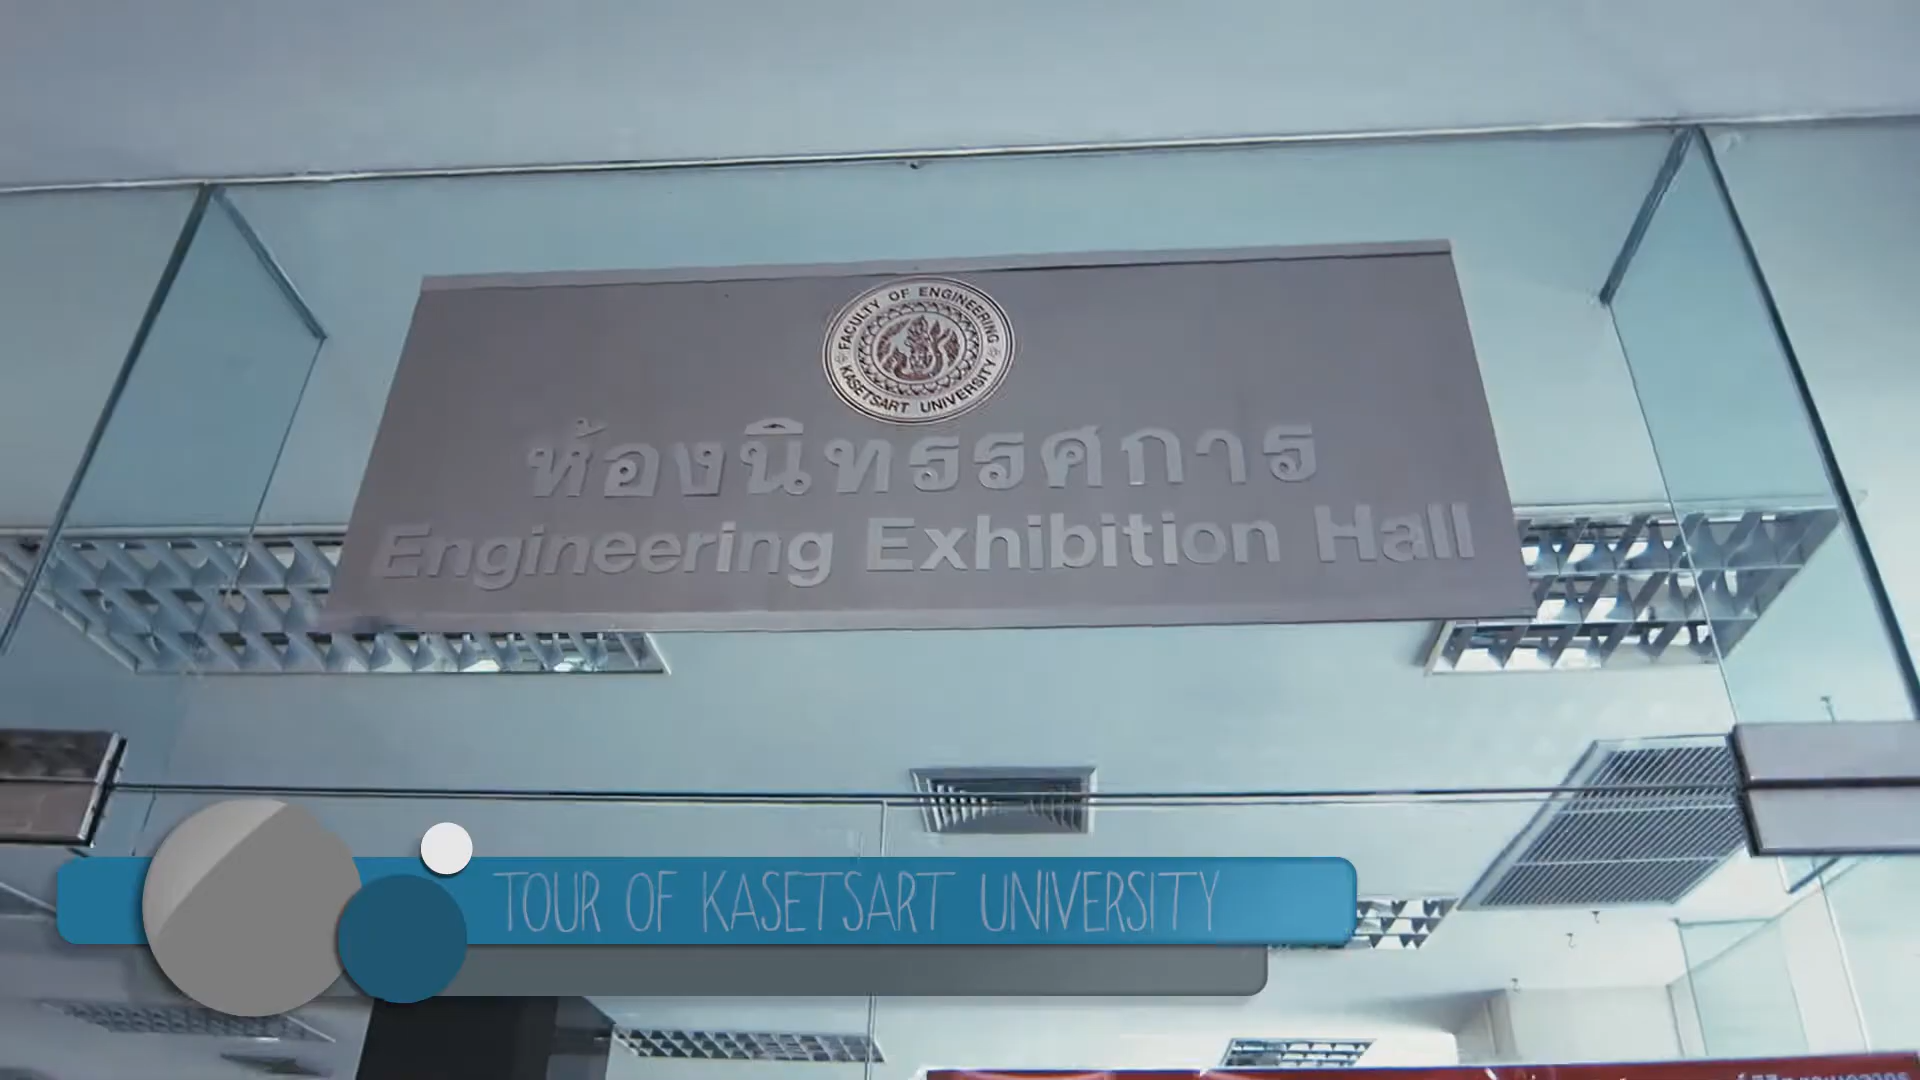 FACULTY OF ENGINEERING
KASETSART UNIVERSITY
ห้องนิทรรศการ
Engineering Exhibition Hall
TOUR OF KASETSART UNIVERSITY